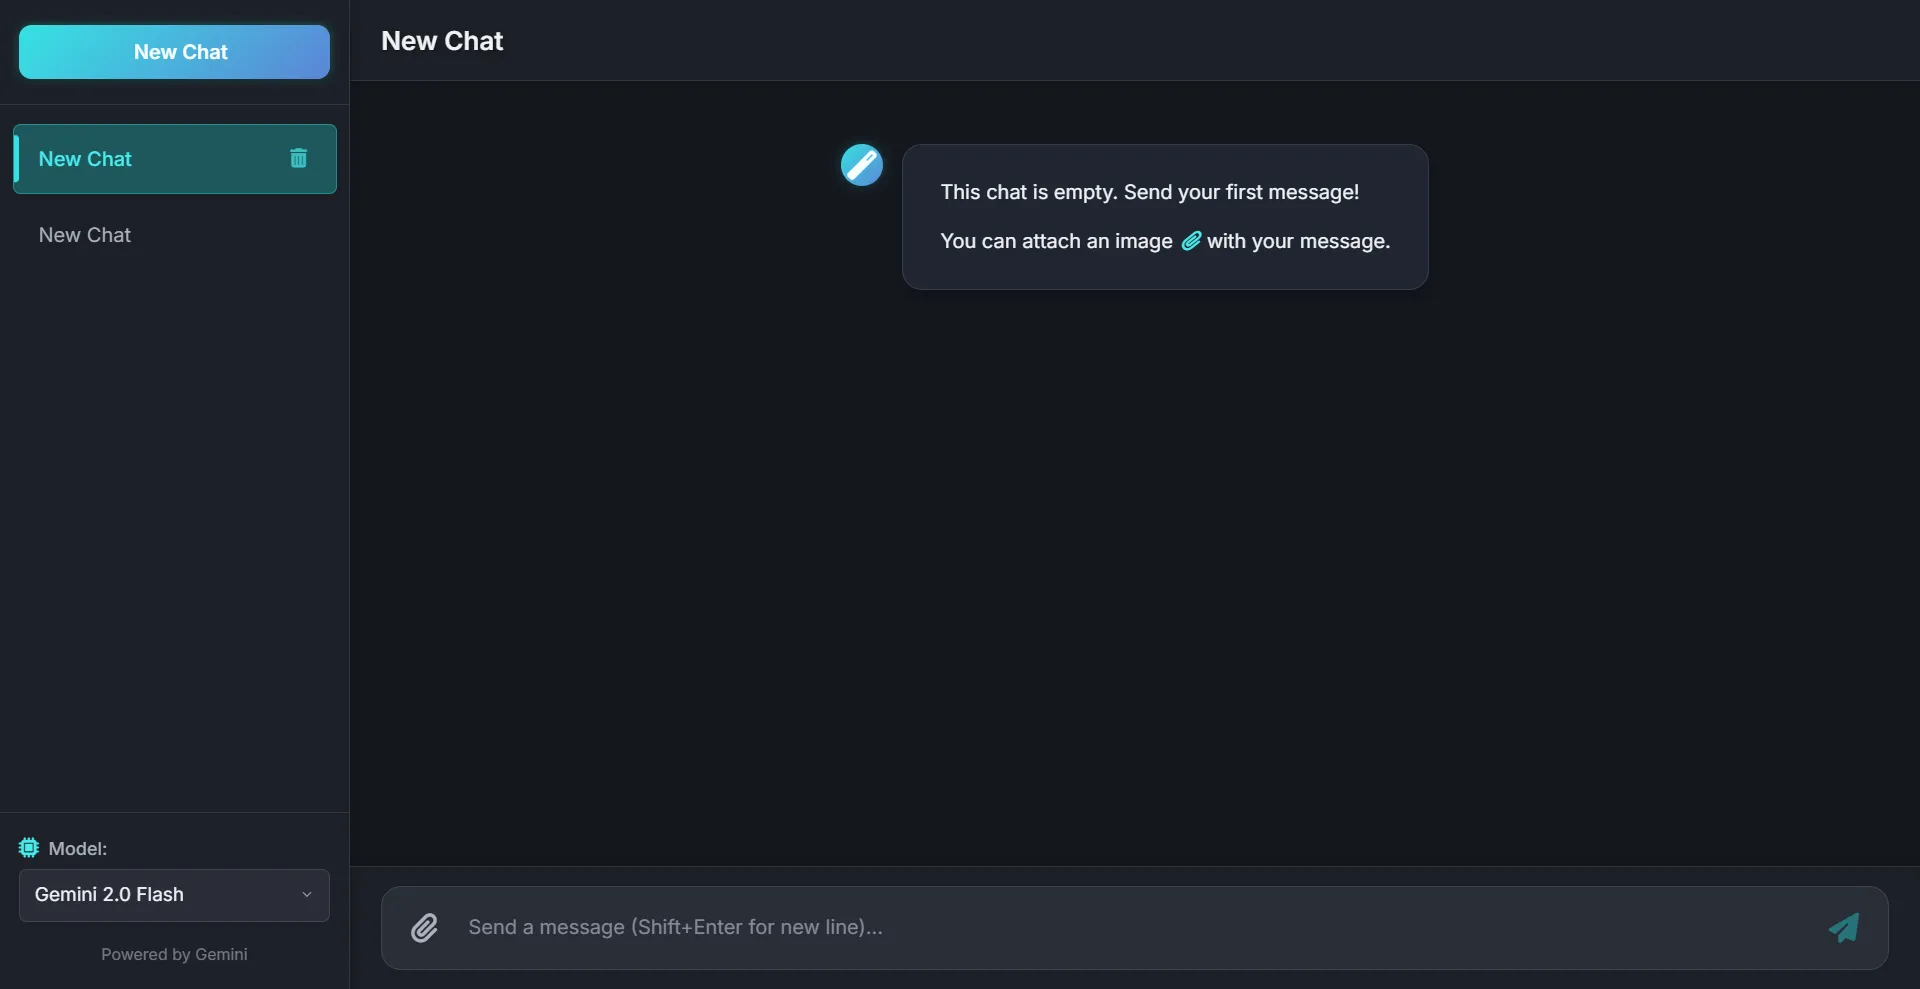 New Chat
New Chat
New Chat
Model:
Gemini 2.0 Flash
Powered by Gemini
New Chat
This chat is empty. Send your first message!
You can attach an image with your message.
Send a message (Shift+Enter for new line)...